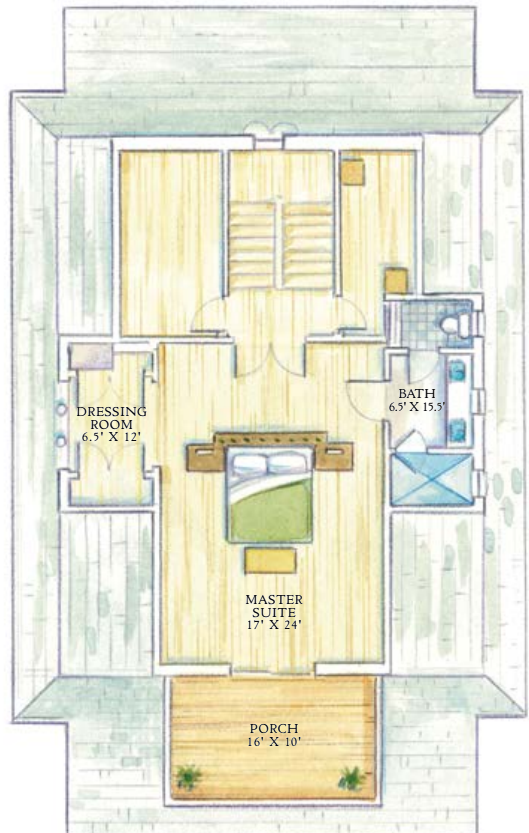 DRESSING
ROOM
6.5' X 12'
BATH
6.5' X 15.5'
MASTER
SUITE
17' X 24'
PORCH
16' X 10'